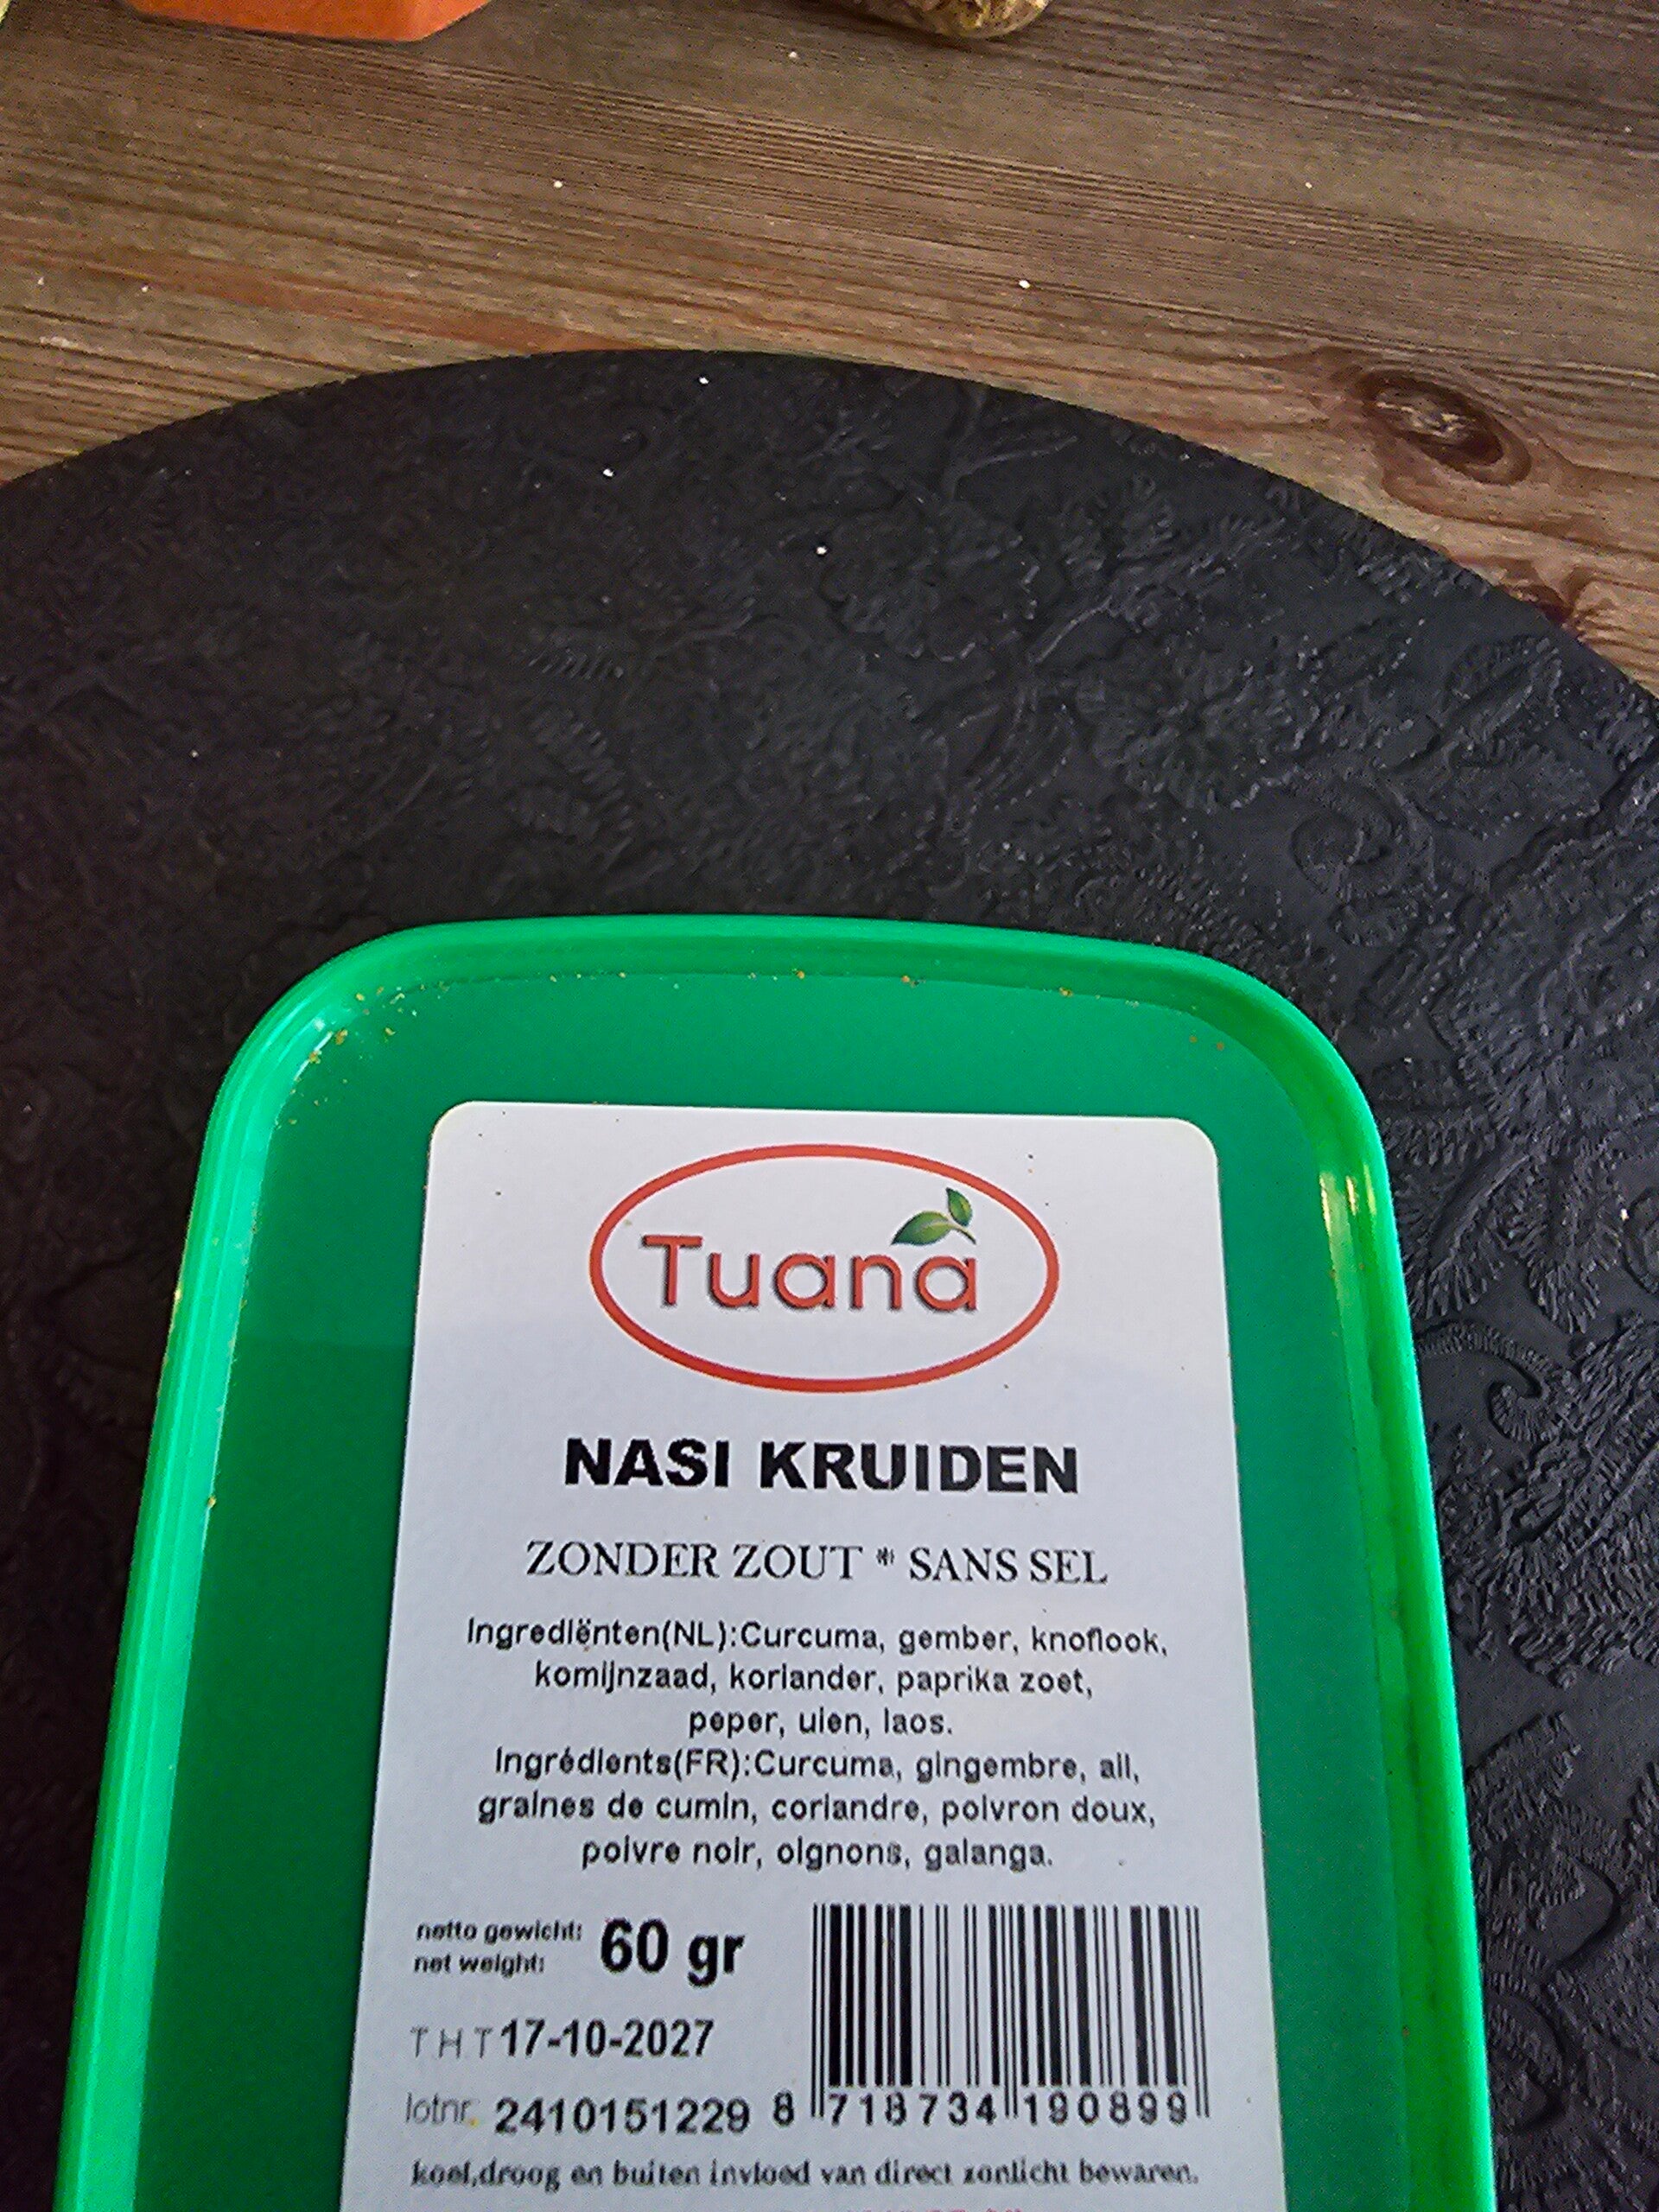 Tuana
NASI KRUIDEN
ZONDER ZOUT * SANS SEL
Ingrediënten(NL):Curcuma, gember, knoflook,
komijnzaad, koriander, paprika zoet,
peper, uien, laos.
Ingrédients(FR):Curcuma, gingembre, ail,
graines de cumin, coriandre, poivron doux,
poivre noir, oignons, galanga.
netto gewicht: 60 gr
net weight:
THT 17-10-2027
lotnr. 2410151229
8 718734 190899
koel,droog en buiten invloed van direct zonlicht bewaren.